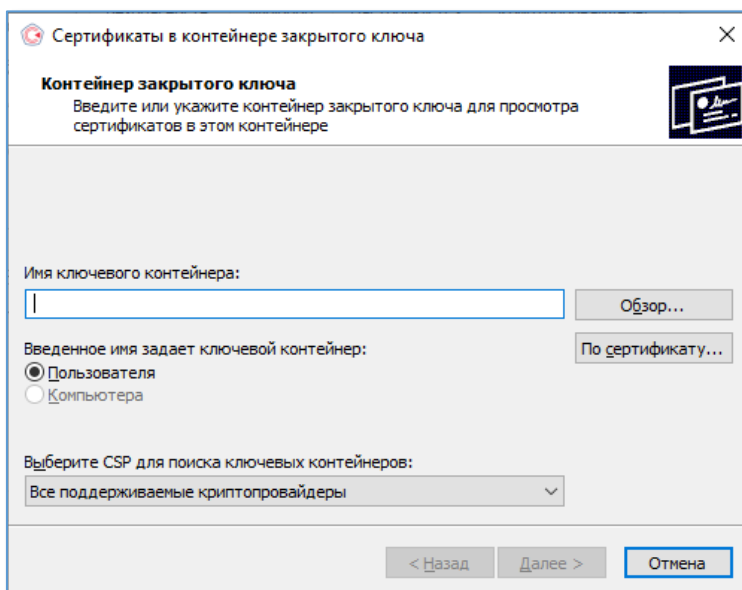 Сертификаты в контейнере закрытого ключа
Контейнер закрытого ключа
Введите или укажите контейнер закрытого ключа для просмотра
сертификатов в этом контейнере
Имя ключевого контейнера:
Обзор...
Введенное имя задает ключевой контейнер:
По сертификату...
Пользователя
Компьютера
Выберите CSP для поиска ключевых контейнеров:
Все поддерживаемые криптопровайдеры
< Назад
Далее >
Отмена